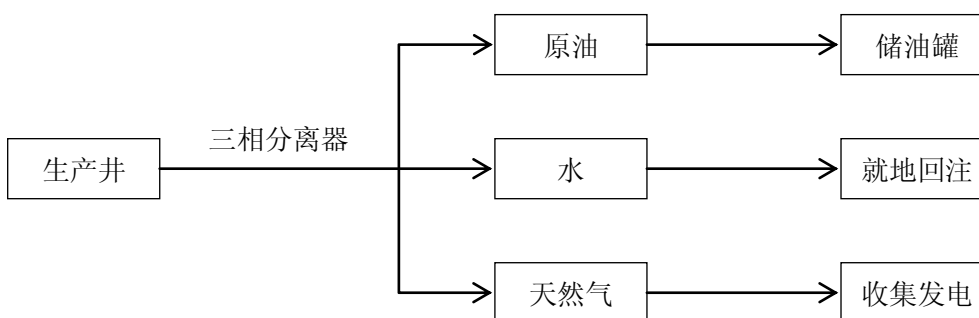 原油
储油罐
三相分离器
生产井
水
就地回注
天然气
收集发电